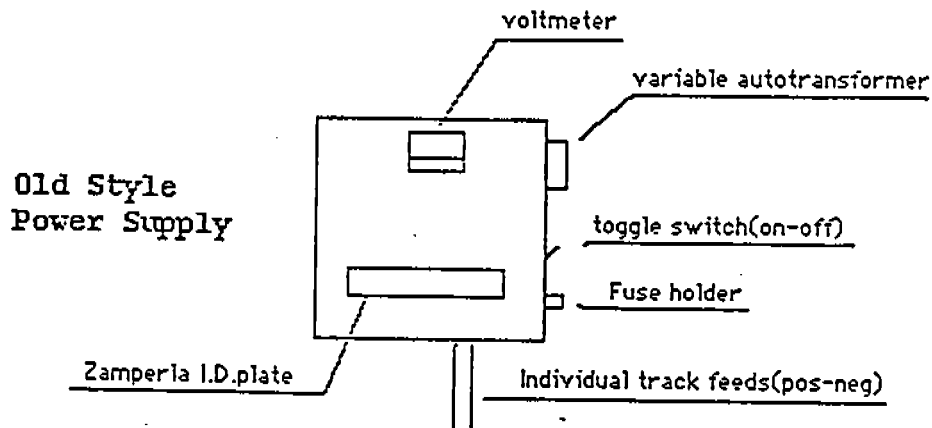 voltmeter
variable autotransformer
Old Style
Power Supply
toggle switch(on-off)
Fuse holder
Zamperla I.D.plate
Individual track feeds(pos-neg)